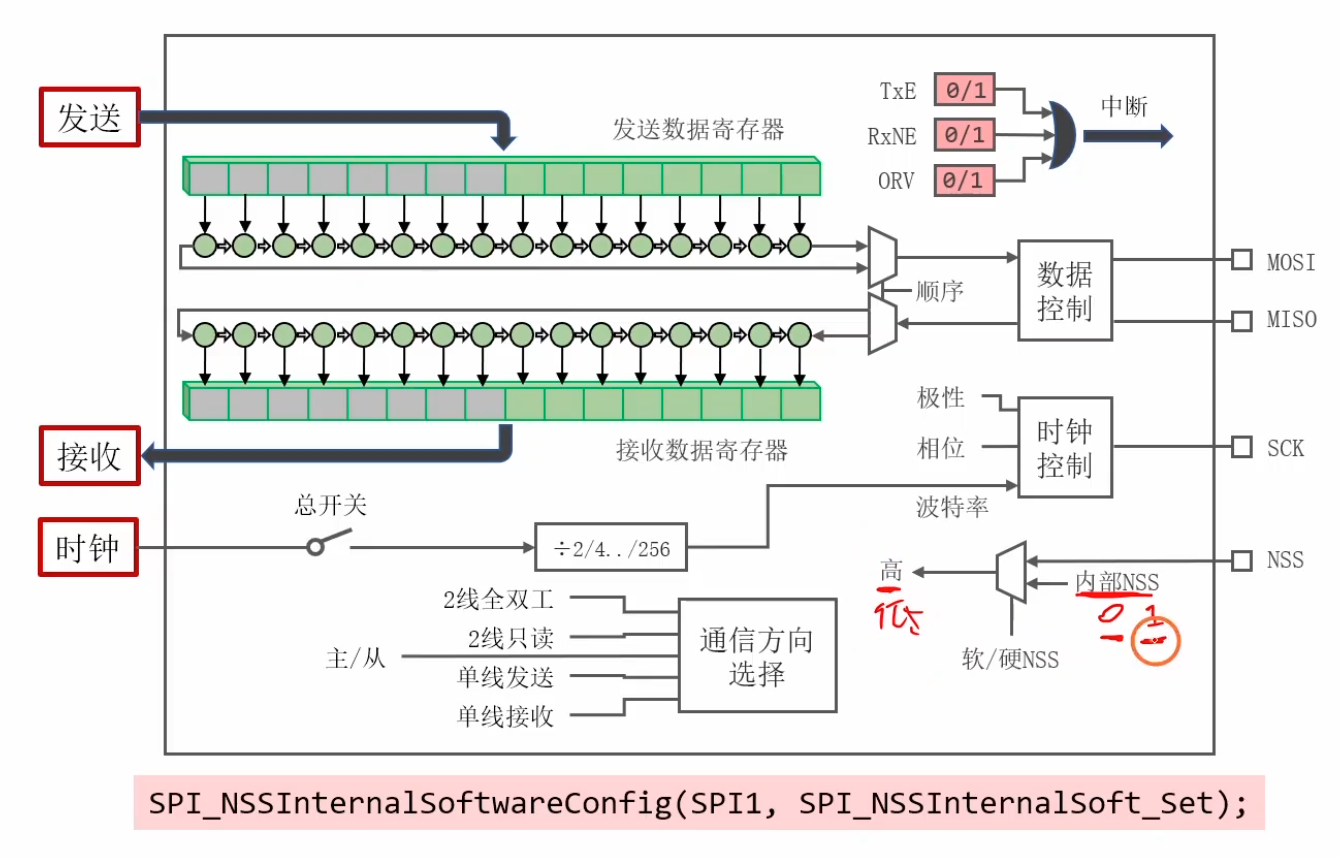 发送
发送数据寄存器
TxE 0/1
RxNE 0/1
ORV 0/1
中断
顺序
数据
控制
MOSI
MISO
接收
接收数据寄存器
极性
相位
波特率
时钟
控制
SCK
时钟
总开关
÷2/4../256
NSS
高
低
内部NSS
0 1
软/硬NSS
2线全双工
2线只读
主/从
单线发送
单线接收
通信方向
选择
SPI_NSSInternalSoftwareConfig(SPI1, SPI_NSSInternalSoft_Set);